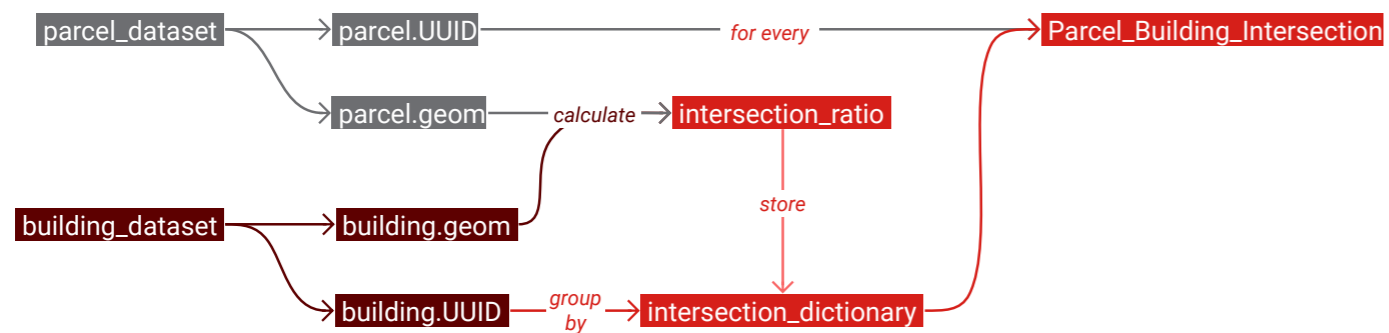 parcel_dataset
parcel.UUID
for every
Parcel_Building_Intersection
parcel.geom
calculate
intersection_ratio
store
building_dataset
building.geom
building.UUID
group
by
intersection_dictionary